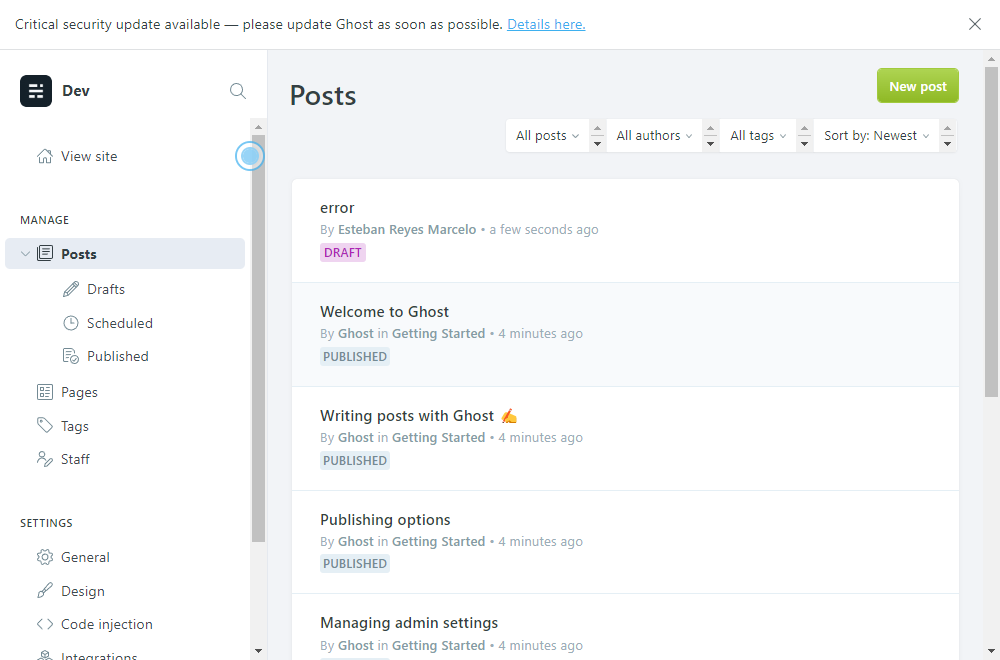 Critical security update available — please update Ghost as soon as possible. Details here.
Dev
View site
MANAGE
Posts
Drafts
Scheduled
Published
Pages
Tags
Staff
SETTINGS
General
Design
Code injection
Integrations
Posts
New post
All posts
All authors
All tags
Sort by: Newest
error
By Esteban Reyes Marcelo • a few seconds ago
DRAFT
Welcome to Ghost
By Ghost in Getting Started • 4 minutes ago
PUBLISHED
Writing posts with Ghost ✍️
By Ghost in Getting Started • 4 minutes ago
PUBLISHED
Publishing options
By Ghost in Getting Started • 4 minutes ago
PUBLISHED
Managing admin settings
By Ghost in Getting Started • 4 minutes ago